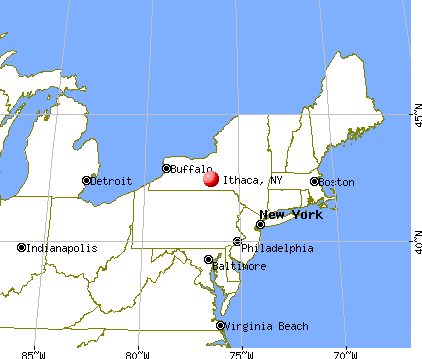 45°N
Buffalo
Detroit
Ithaca, NY
Boston
New York
40°N
Indianapolis
Philadelphia
Baltimore
Virginia Beach
85°W
80°W
75°W
70°W